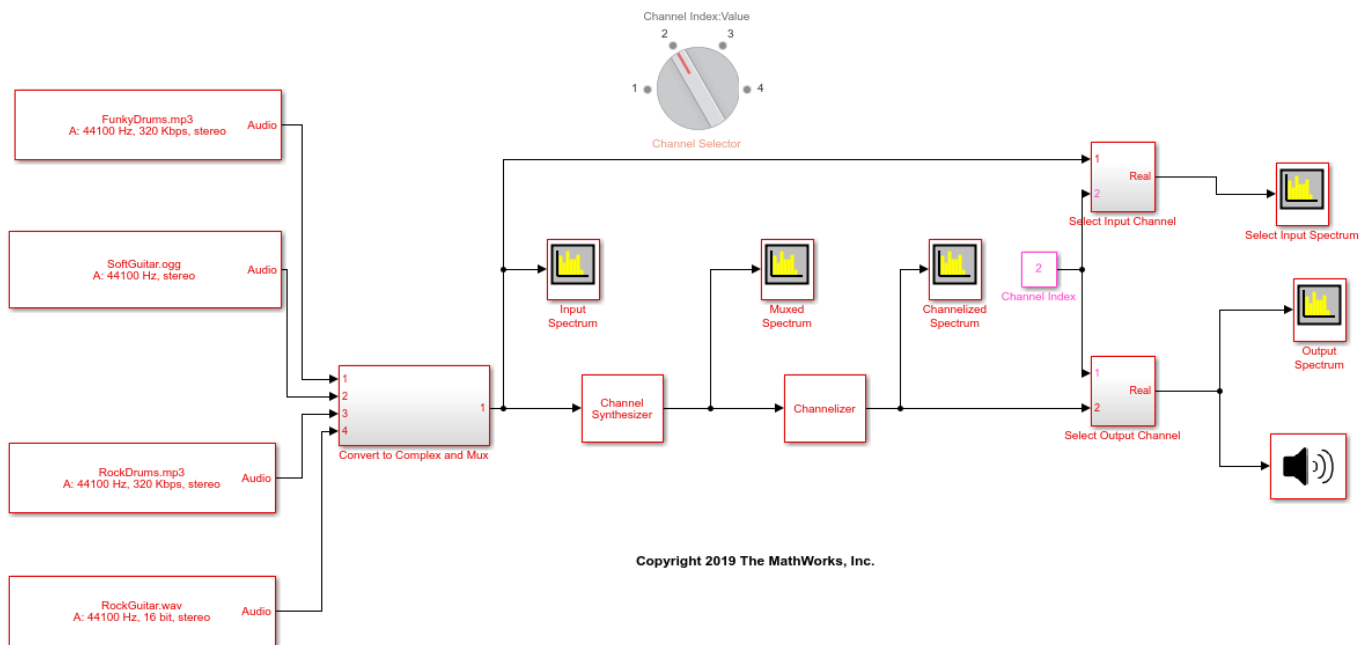 Channel Index:Value
2
3
1
4
Channel Selector
FunkyDrums.mp3
A: 44100 Hz, 320 Kbps, stereo
Audio
SoftGuitar.ogg
A: 44100 Hz, stereo
Audio
RockDrums.mp3
A: 44100 Hz, 320 Kbps, stereo
Audio
RockGuitar.wav
A: 44100 Hz, 16 bit, stereo
Audio
1
2
3
4
1
Convert to Complex and Mux
Input
Spectrum
Channel
Synthesizer
Muxed
Spectrum
Channelizer
Channelized
Spectrum
2
Channel Index
1
2
Real
Select Input Channel
Select Input Spectrum
1
2
Real
Select Output Channel
Output
Spectrum
Copyright 2019 The MathWorks, Inc.